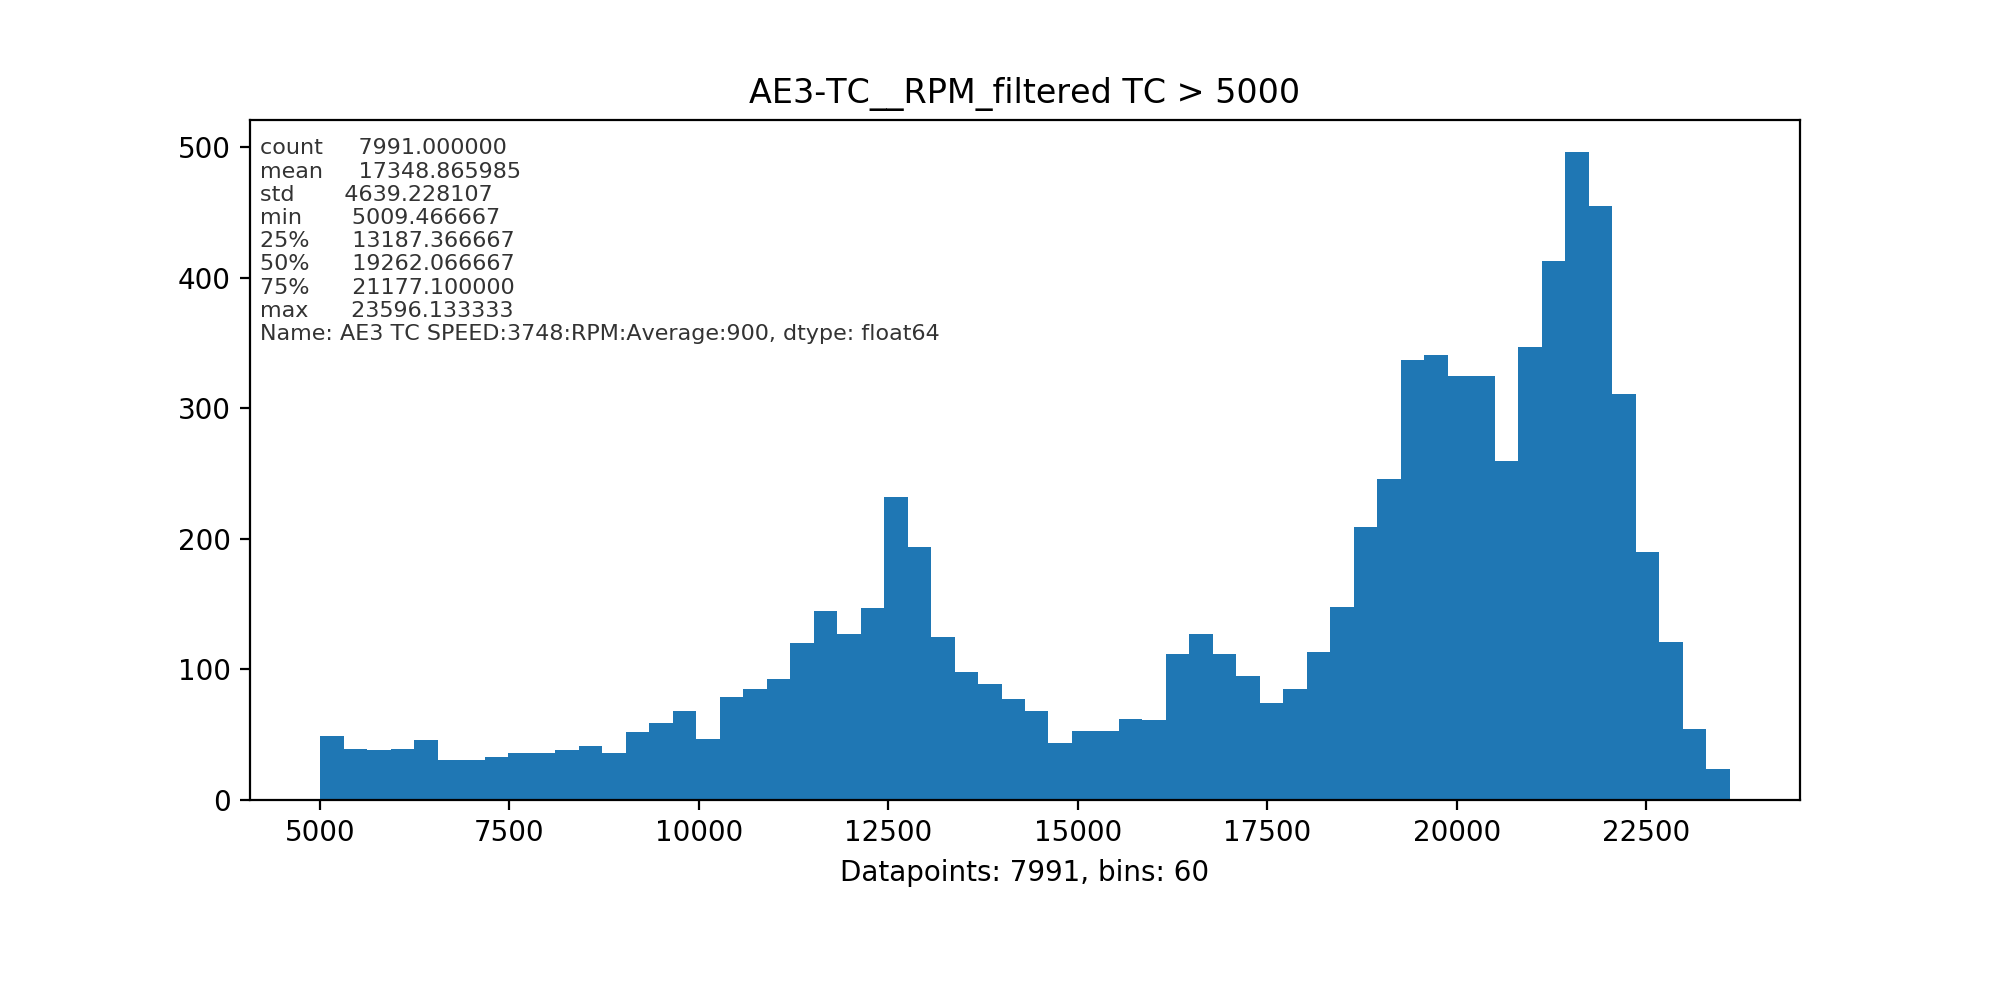 AE3-TC__RPM_filtered TC > 5000
500
400
300
200
100
0
count 7991.000000
mean 17348.865985
std 4639.228107
min 5009.466667
25% 13187.366667
50% 19262.066667
75% 21177.100000
max 23596.133333
Name: AE3 TC SPEED:3748:RPM:Average:900, dtype: float64
5000 7500 10000 12500 15000 17500 20000 22500
Datapoints: 7991, bins: 60